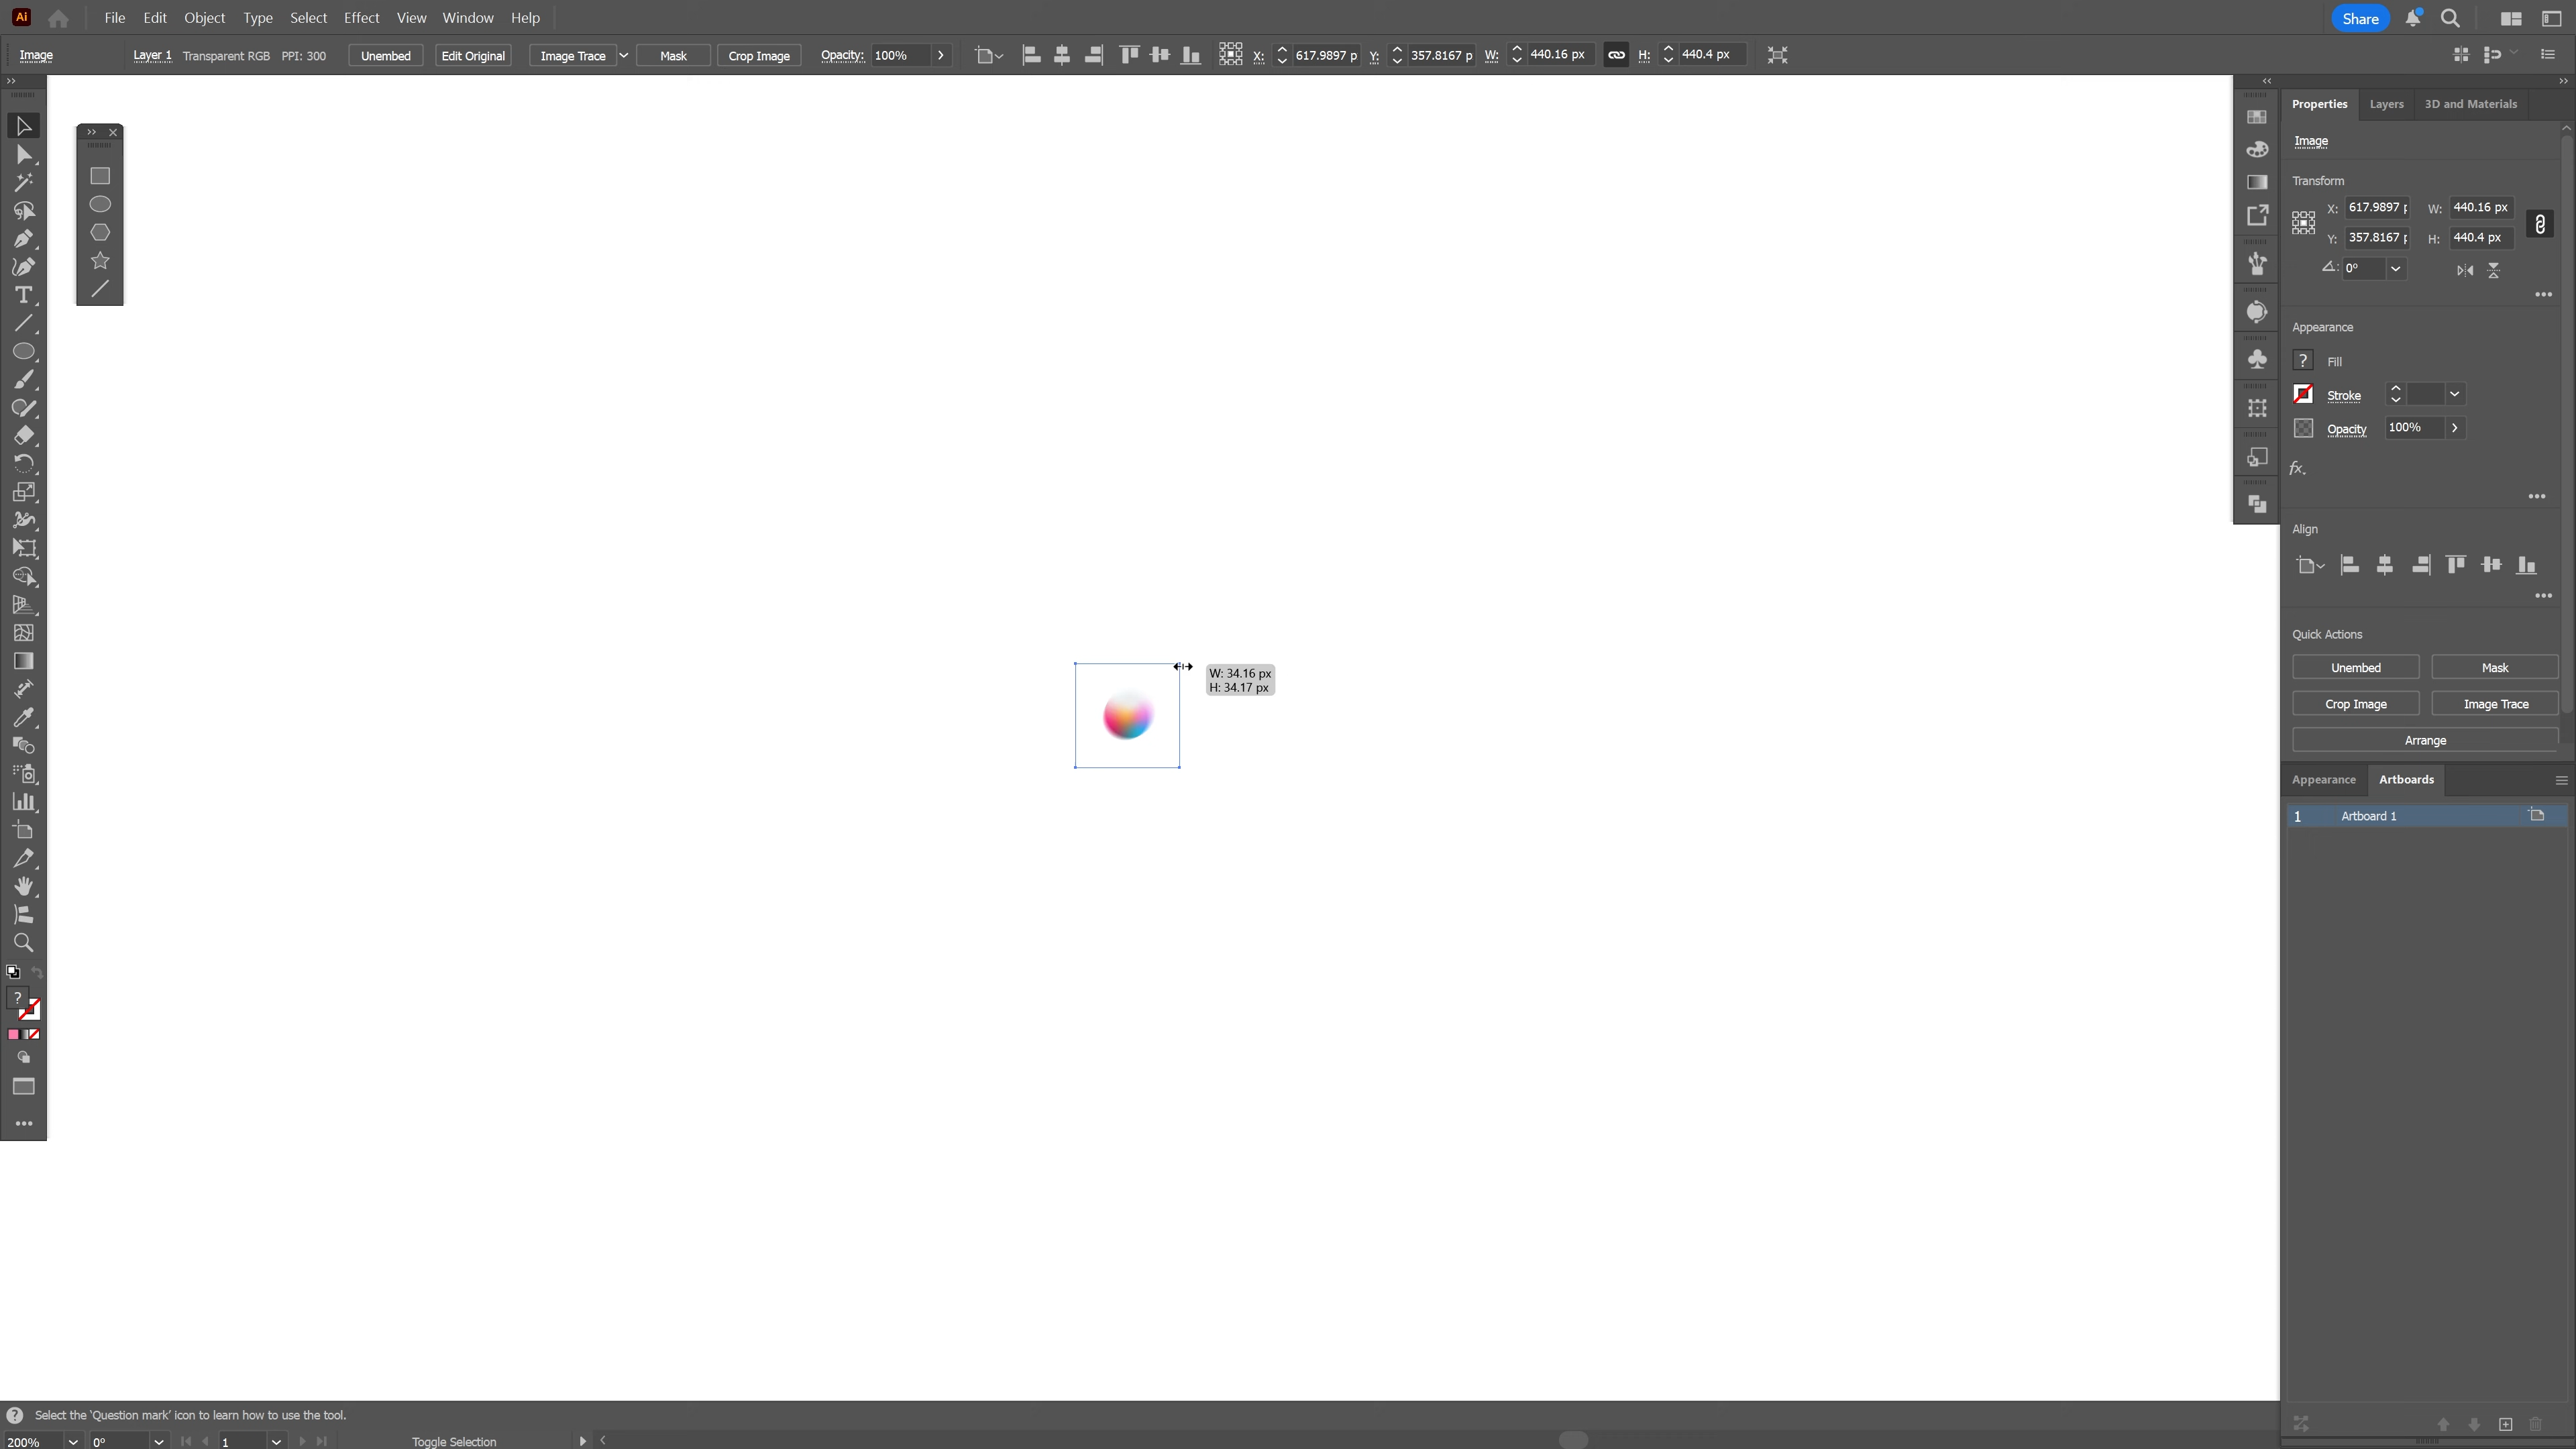 Ai File Edit Object Type Select Effect View Window Help Share
Image Layer 1 Transparent RGB PPI: 300 Unembed Edit Original Image Trace Mask Crop Image Opacity: 100% X: 617.9897 p Y: 357.8167 p W: 440.16 px H: 440.4 px
Properties Layers 3D and Materials
Image
Transform
X: 617.9897 p W: 440.16 px
Y: 357.8167 p H: 440.4 px
0°
Appearance
? Fill
Stroke
Opacity 100%
fx.
Align
Quick Actions
Unembed Mask
Crop Image Image Trace
Arrange
Appearance Artboards
1 Artboard 1
W: 34.16 px
H: 34.17 px
?
Select the 'Question mark' icon to learn how to use the tool.
200% 0° 1 Toggle Selection